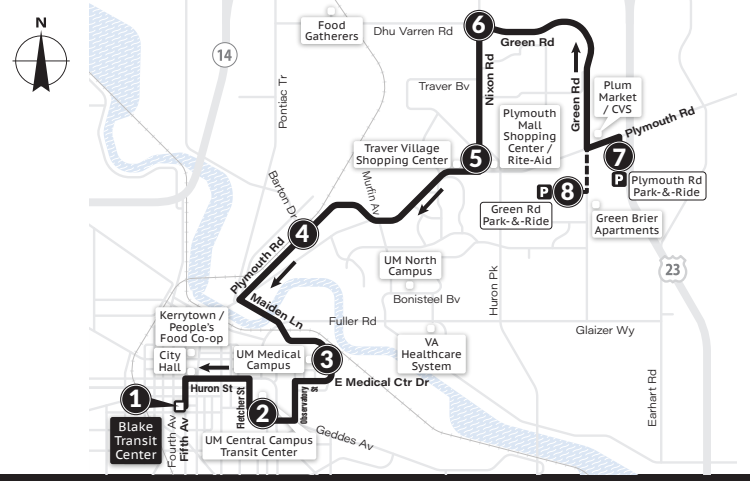 N
14
Food
Gatherers
Dhu Varren Rd
6
Green Rd
Nixon Rd
Traver Bv
Pontiac Tr
Green Rd
Plum
Market
/ CVS
Plymouth Rd
Plymouth
Mall
Shopping
Center /
Rite-Aid
Traver Village
Shopping Center
5
7
P
Plymouth Rd
Park-&-Ride
P
8
Green Rd
Park-&-Ride
Green Brier
Apartments
Barton Dr
Murfin Av
4
Plymouth Rd
UM North
Campus
Huron Pk
23
Maiden Ln
Bonisteel Bv
Fuller Rd
Glaizer Wy
Kerrytown /
People's
Food Co-op
City
Hall
UM Medical
Campus
3
VA
Healthcare
System
E Medical Ctr Dr
Earhart Rd
1
Huron St
Fletcher St
2
Observatory
St
Blake
Transit
Center
Fourth Av
Fifth Av
UM Central Campus
Transit Center
Geddes Av